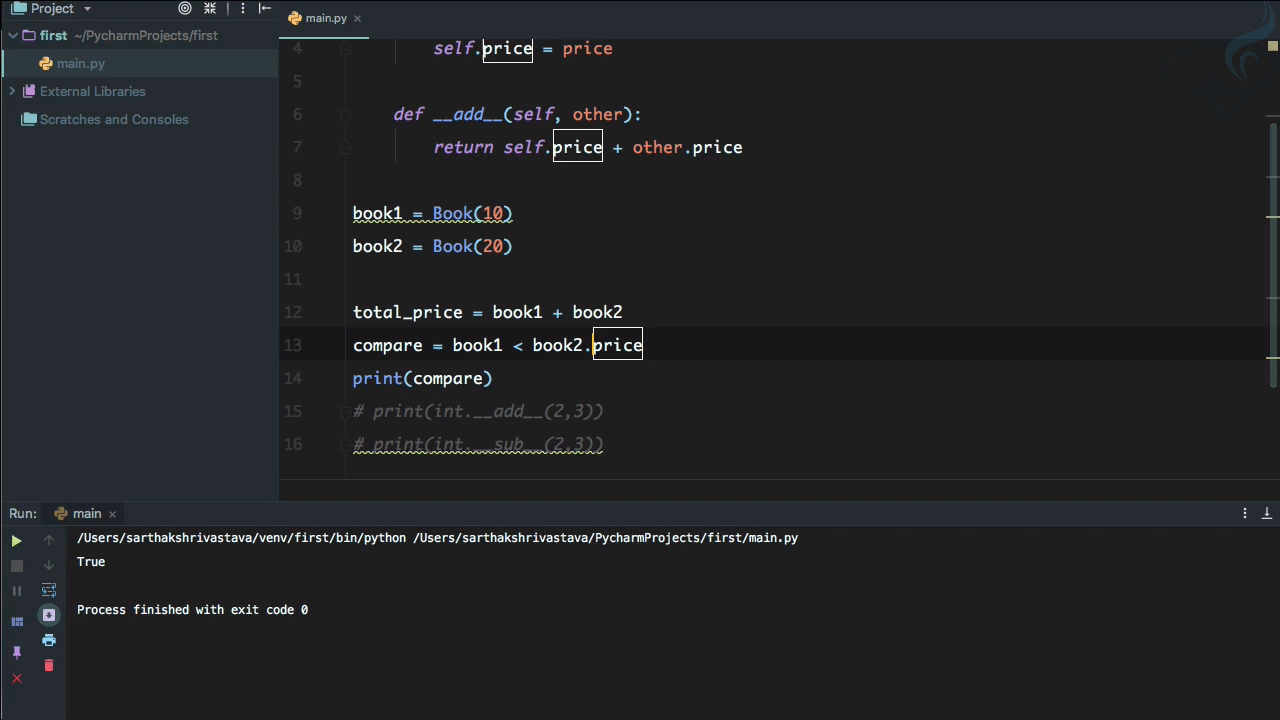 Project
main.py
first ~/PycharmProjects/first
main.py
External Libraries
Scratches and Consoles
4 self.price = price
5
6 def __add__(self, other):
7 return self.price + other.price
8
9 book1 = Book(10)
10 book2 = Book(20)
11
12 total_price = book1 + book2
13 compare = book1 < book2.price
14 print(compare)
15 # print(int.__add__(2,3))
16 # print(int.__sub__(2,3))
Run: main
/Users/sarthakshrivastava/venv/first/bin/python /Users/sarthakshrivastava/PycharmProjects/first/main.py
True
Process finished with exit code 0